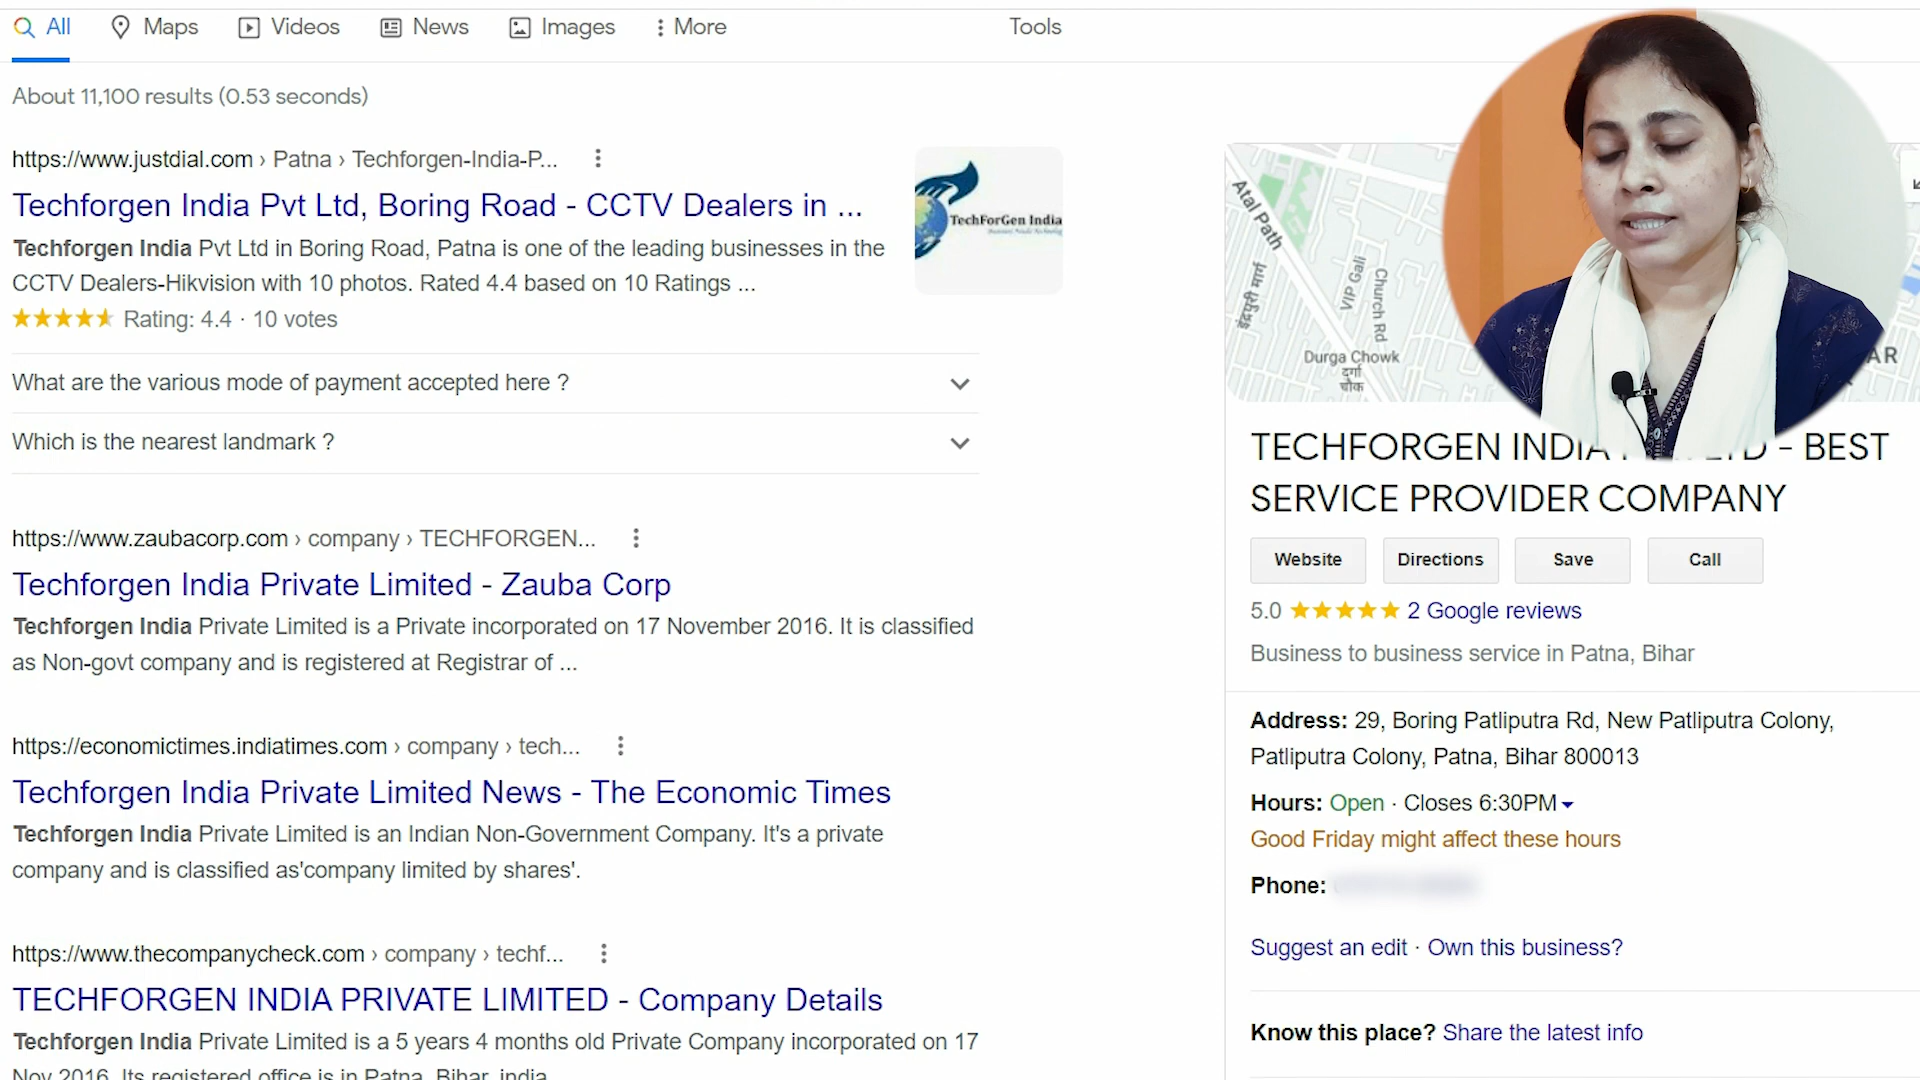 All
Maps
Videos
News
Images
More
Tools
About 11,100 results (0.53 seconds)
https://www.justdial.com › Patna › Techforgen-India-P...
Techforgen India Pvt Ltd, Boring Road - CCTV Dealers in ...
Techforgen India Pvt Ltd in Boring Road, Patna is one of the leading businesses in the
CCTV Dealers-Hikvision with 10 photos. Rated 4.4 based on 10 Ratings ...
Rating: 4.4 · 10 votes
TechForGen India
What are the various mode of payment accepted here ?
Which is the nearest landmark ?
https://www.zaubacorp.com › company › TECHFORGEN...
Techforgen India Private Limited - Zauba Corp
Techforgen India Private Limited is a Private incorporated on 17 November 2016. It is classified
as Non-govt company and is registered at Registrar of ...
https://economictimes.indiatimes.com › company › tech...
Techforgen India Private Limited News - The Economic Times
Techforgen India Private Limited is an Indian Non-Government Company. It's a private
company and is classified as'company limited by shares'.
https://www.thecompanycheck.com › company › techf...
TECHFORGEN INDIA PRIVATE LIMITED - Company Details
Techforgen India Private Limited is a 5 years 4 months old Private Company incorporated on 17
Nov 2016. Its registered office is in Patna, Bihar, india.
Atal Path
VIP Gali
Church Rd
Durga Chowk
दुर्गा
चौक
AR
TECHFORGEN INDIA - BEST
SERVICE PROVIDER COMPANY
Website
Directions
Save
Call
5.0 2 Google reviews
Business to business service in Patna, Bihar
Address: 29, Boring Patliputra Rd, New Patliputra Colony,
Patliputra Colony, Patna, Bihar 800013
Hours: Open · Closes 6:30PM
Good Friday might affect these hours
Phone:
Suggest an edit · Own this business?
Know this place? Share the latest info